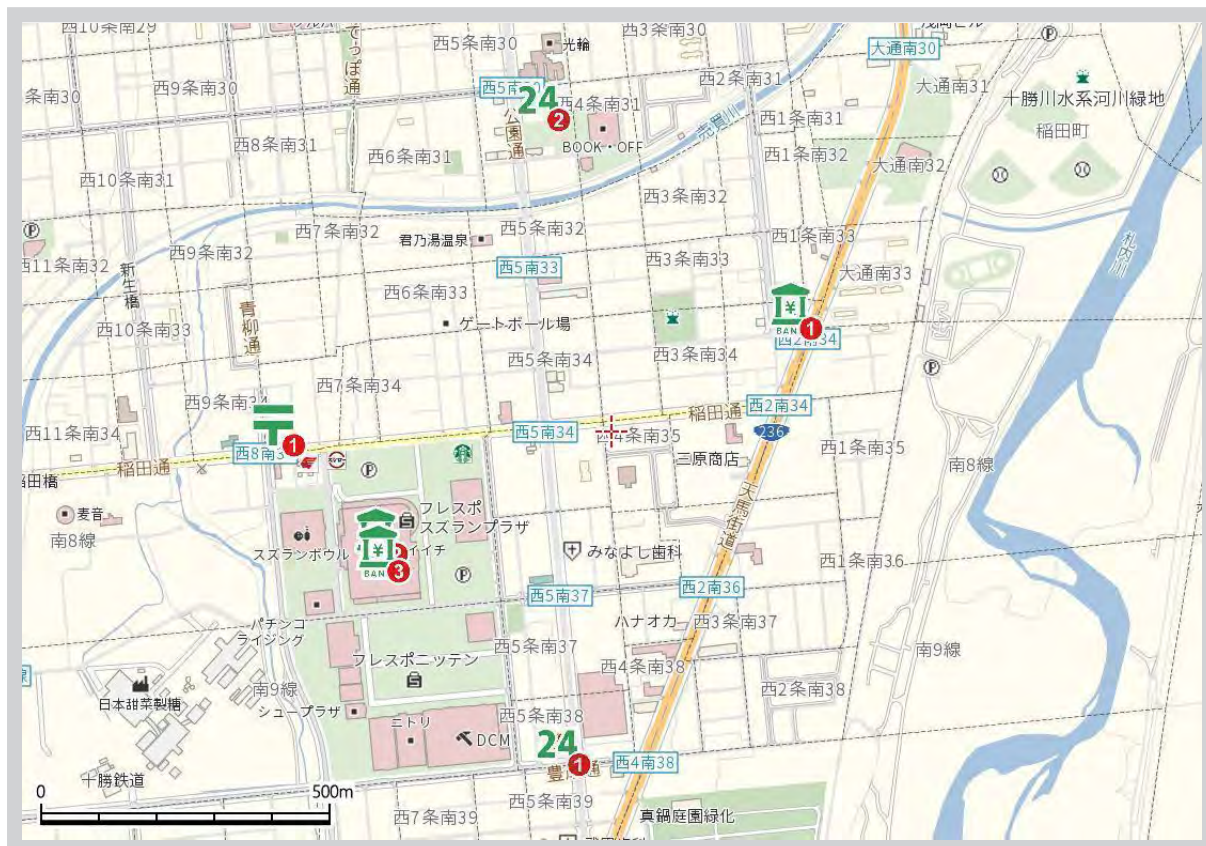 西10条南29
西5条南30
光輪
西3条南30
大通南30
てっぽ通
条南30
西9条南30
24
2
西4条南31
西2条南31
大通南31
十勝川水系河川緑地
稲田町
公園通
BOOK・OFF
売買川
西1条南31
西8条南31
西6条南31
西1条南32
大通南32
西10条南31
西3条南32
西7条南32
君乃湯温泉
西5条南32
西1条南33
札内川
西11条南32
新生橋
西9条南32
西5南33
西3条南33
大通南33
西6条南33
青柳通
西10条南33
ゲートボール場
¥
BANK
1
西2南34
西5条南34
西3条南34
西7条南34
西9条南34
稲田通
西2南34
西11条南34
1
西5南34
西4条南35
236
西1条南35
西8南3
稲田通
三原商店
南8線
稲田橋
天馬街道
麦音
南8線
フレスポ
スズランプラザ
スズランボウル
イイチ
¥
BAN
3
みなよし歯科
西1条南36
西5南37
西2南36
パチンコ
ライジング
ハナオカ
西3条南37
西5条南37
フレスポニッテン
西4条南38
南9線
日本甜菜製糖
南9線
西2条南38
シュープラザ
ニトリ
西5条南38
DCM
24
1
西4南38
十勝鉄道
0
500m
西5条南39
西7条南39
真鍋庭園緑化